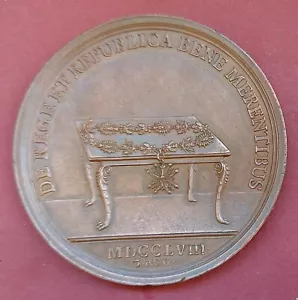 DE REGE ET REPUBLICA BENE MERENTIBUS
MDCCLVIII